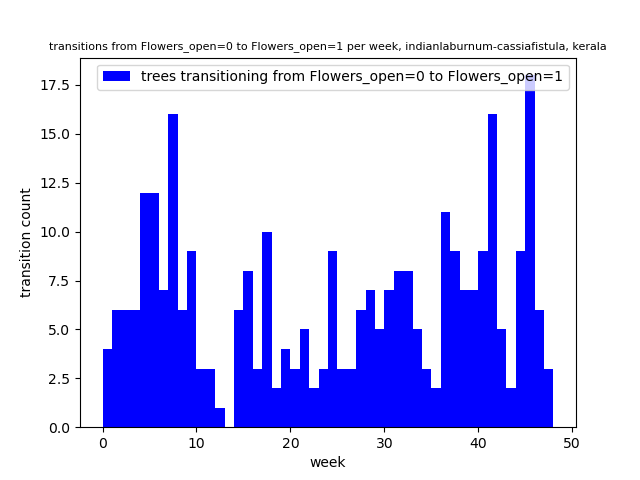 transitions from Flowers_open=0 to Flowers_open=1 per week, indianlaburnum-cassiafistula, kerala
trees transitioning from Flowers_open=0 to Flowers_open=1
17.5
15.0
12.5
10.0
7.5
5.0
2.5
0.0
transition count
0 10 20 30 40 50
week